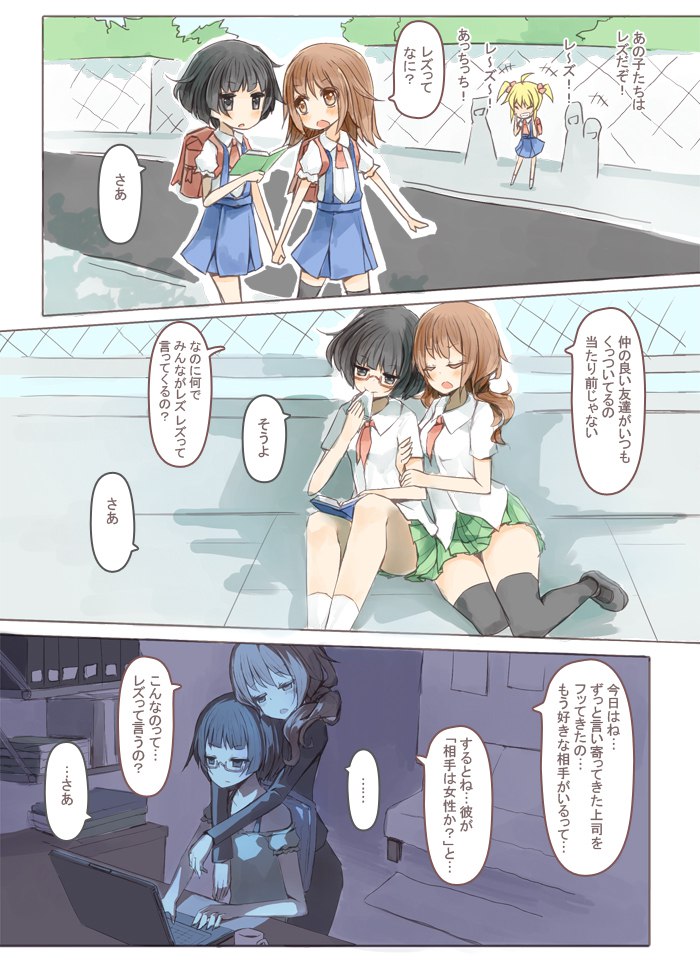 あの子たちは
レズだぞ！
レ〜ズ！！
レ〜ズ〜
あっちっち！
レズって
なに？
さあ
仲の良い友達がいつも
くっついてるの
当たり前じゃない
そうよ
なのに何で
みんながレズレズって
言ってくるの？
さあ
今日はね…
ずっと言い寄ってきた上司を
フッてきたの…
もう好きな相手がいるって…
するとね…彼が
「相手は女性か？」と…
……
こんなのって…
レズって言うの？
…さあ